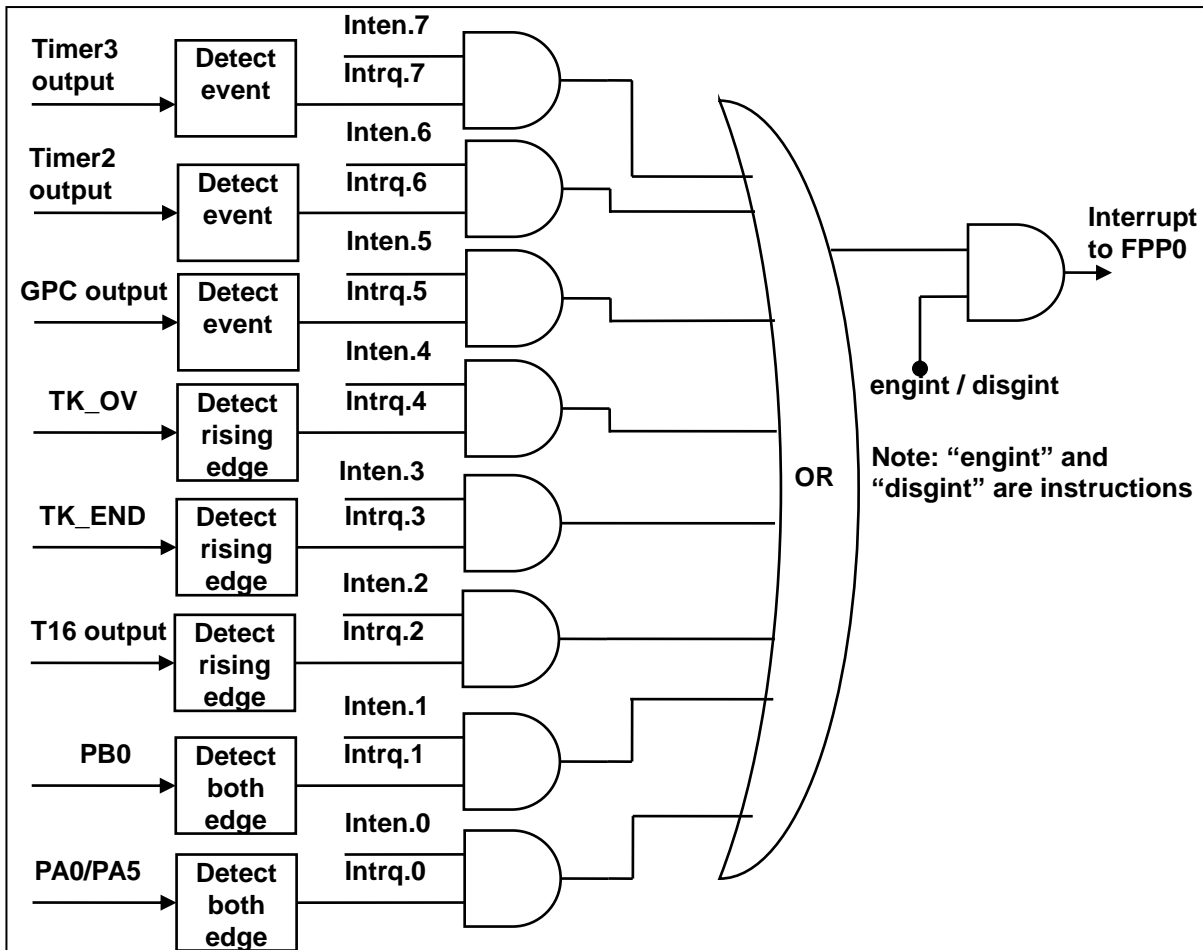 Timer3
output
Detect
event
Inten.7
Intrq.7
Timer2
output
Detect
event
Inten.6
Intrq.6
GPC output
Detect
event
Inten.5
Intrq.5
TK_OV
Detect
rising
edge
Inten.4
Intrq.4
TK_END
Detect
rising
edge
Inten.3
Intrq.3
T16 output
Detect
rising
edge
Inten.2
Intrq.2
PB0
Detect
both
edge
Inten.1
Intrq.1
PA0/PA5
Detect
both
edge
Inten.0
Intrq.0
OR
Interrupt
to FPP0
engint / disgint
Note: “engint” and
“disgint” are instructions